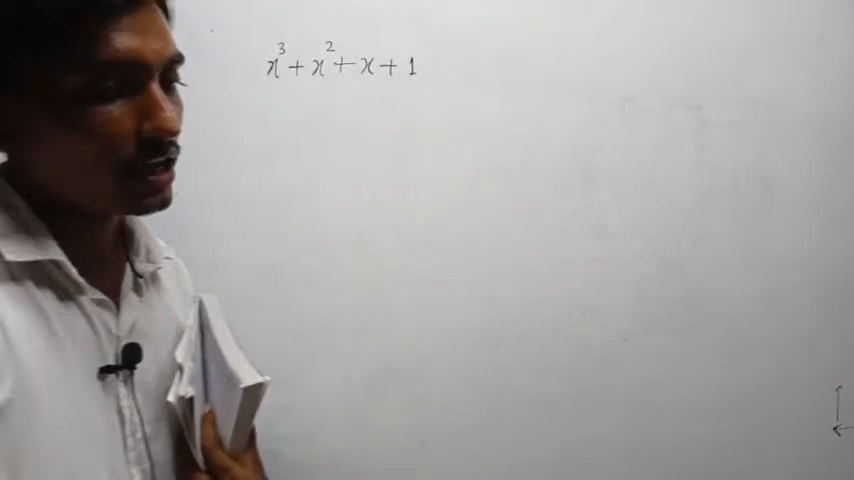 x³ + x² + x + 1